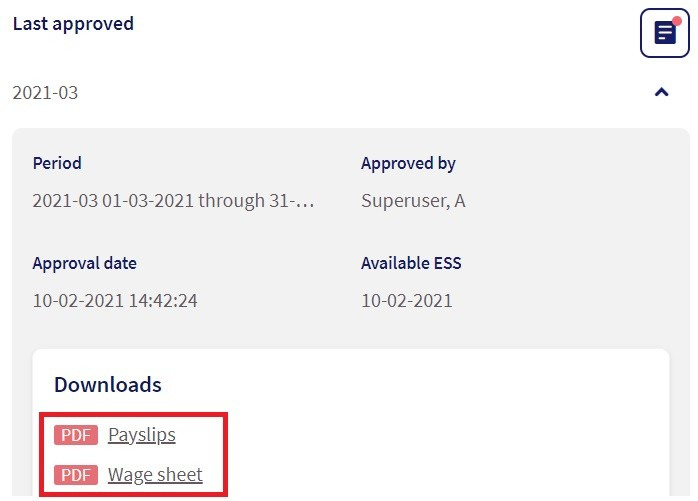 Last approved
2021-03
Period
Approved by
2021-03 01-03-2021 through 31-...
Superuser, A
Approval date
Available ESS
10-02-2021 14:42:24
10-02-2021
Downloads
PDF Payslips
PDF Wage sheet